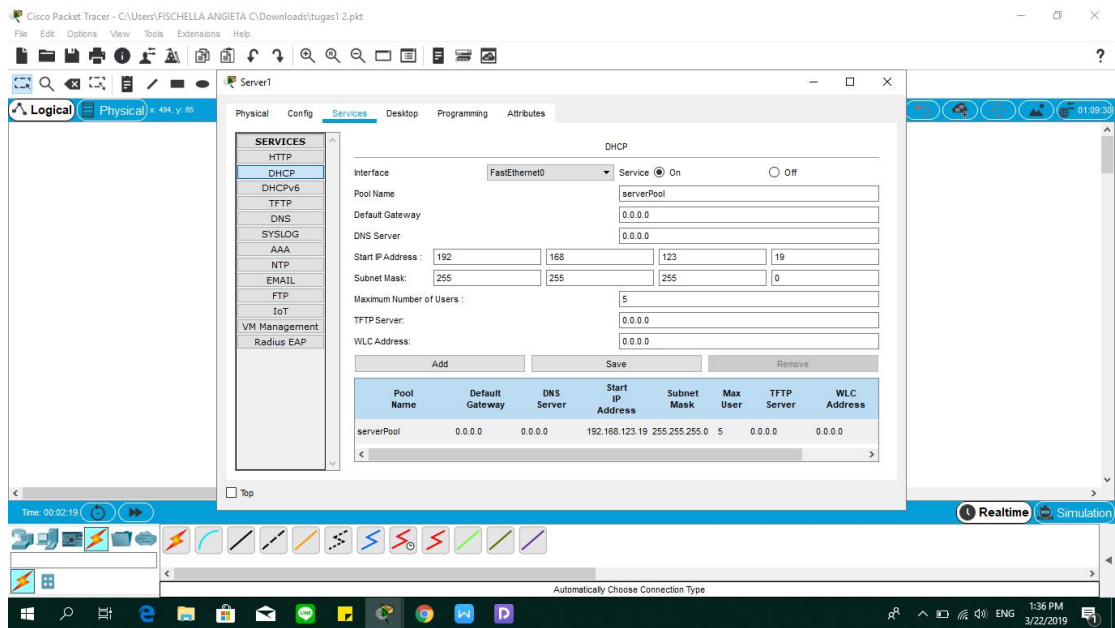 Cisco Packet Tracer - C:\Users\FISCHELLA ANGIETA C\Downloads\tugas1 2.pkt
File Edit Options View Tools Extensions Help
?
Server1
Logical Physical x: 494, y: 65 01:09:30
Physical Config Services Desktop Programming Attributes
SERVICES
HTTP
DHCP
DHCPv6
TFTP
DNS
SYSLOG
AAA
NTP
EMAIL
FTP
IoT
VM Management
Radius EAP
DHCP
Interface FastEthernet0 Service On Off
Pool Name serverPool
Default Gateway 0.0.0.0
DNS Server 0.0.0.0
Start IP Address : 192 168 123 19
Subnet Mask: 255 255 255 0
Maximum Number of Users : 5
TFTP Server: 0.0.0.0
WLC Address: 0.0.0.0
Add Save Remove
Pool Name Default Gateway DNS Server Start IP Address Subnet Mask Max User TFTP Server WLC Address
serverPool 0.0.0.0 0.0.0.0 192.168.123.19 255.255.255.0 5 0.0.0.0 0.0.0.0
Top
Time: 00:02:19 Realtime Simulation
Automatically Choose Connection Type
ENG 1:36 PM
3/22/2019